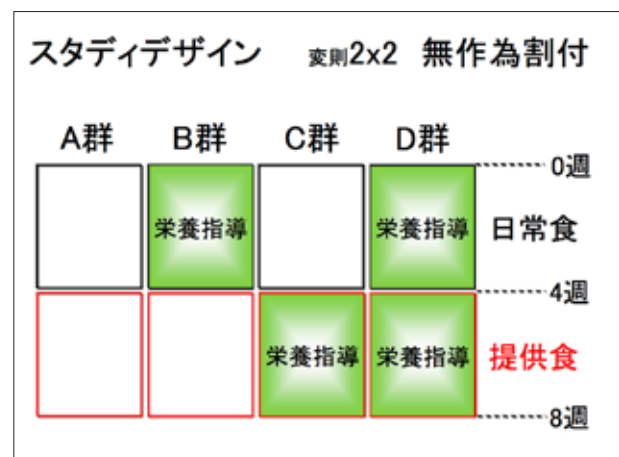 スタディデザイン 変則2x2 無作為割付
A群 B群 C群 D群
0週
栄養指導 栄養指導 日常食
4週
栄養指導 栄養指導 提供食
8週